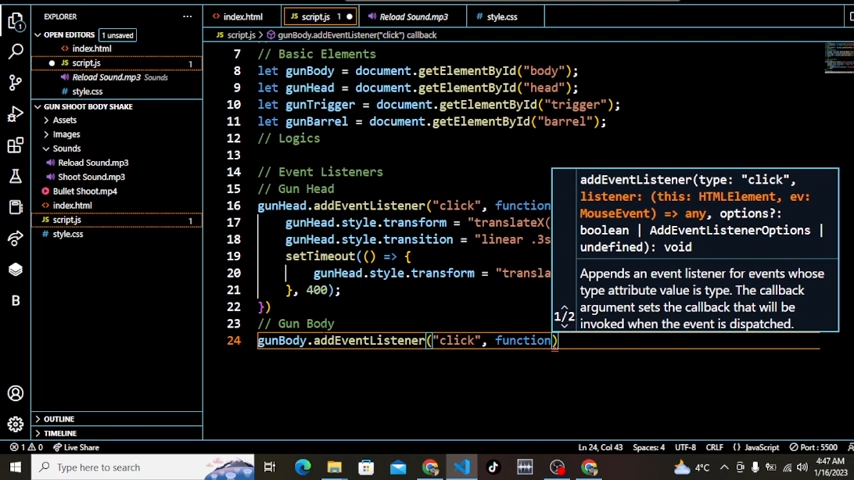 EXPLORER
OPEN EDITORS 1 unsaved
index.html
JS script.js 1
Reload Sound.mp3 Sounds
style.css
GUN SHOOT BODY SHAKE
Assets
Images
Sounds
Reload Sound.mp3
Shoot Sound.mp3
Bullet Shoot.mp4
index.html
JS script.js 1
style.css
OUTLINE
TIMELINE
index.html JS script.js 1 Reload Sound.mp3 # style.css
JS script.js > gunBody.addEventListener("click") callback
7 // Basic Elements
8 let gunBody = document.getElementById("body");
9 let gunHead = document.getElementById("head");
10 let gunTrigger = document.getElementById("trigger");
11 let gunBarrel = document.getElementById("barrel");
12 // Logics
13
14 // Event Listeners
15 // Gun Head
16 gunHead.addEventListener("click", function
17 gunHead.style.transform = "translateX(
18 gunHead.style.transition = "linear .3s
19 setTimeout(() => {
20 gunHead.style.transform = "transla
21 }, 400);
22 })
23 // Gun Body
24 gunBody.addEventListener("click", function)
addEventListener(type: "click",
listener: (this: HTMLElement, ev:
MouseEvent) => any, options?:
boolean | AddEventListenerOptions |
undefined): void
1/2
Appends an event listener for events whose
type attribute value is type. The callback
argument sets the callback that will be
invoked when the event is dispatched.
1 0 Live Share Ln 24, Col 43 Spaces: 4 UTF-8 CRLF {} JavaScript Port : 5500
Type here to search
4°C
4:47 AM
1/16/2023